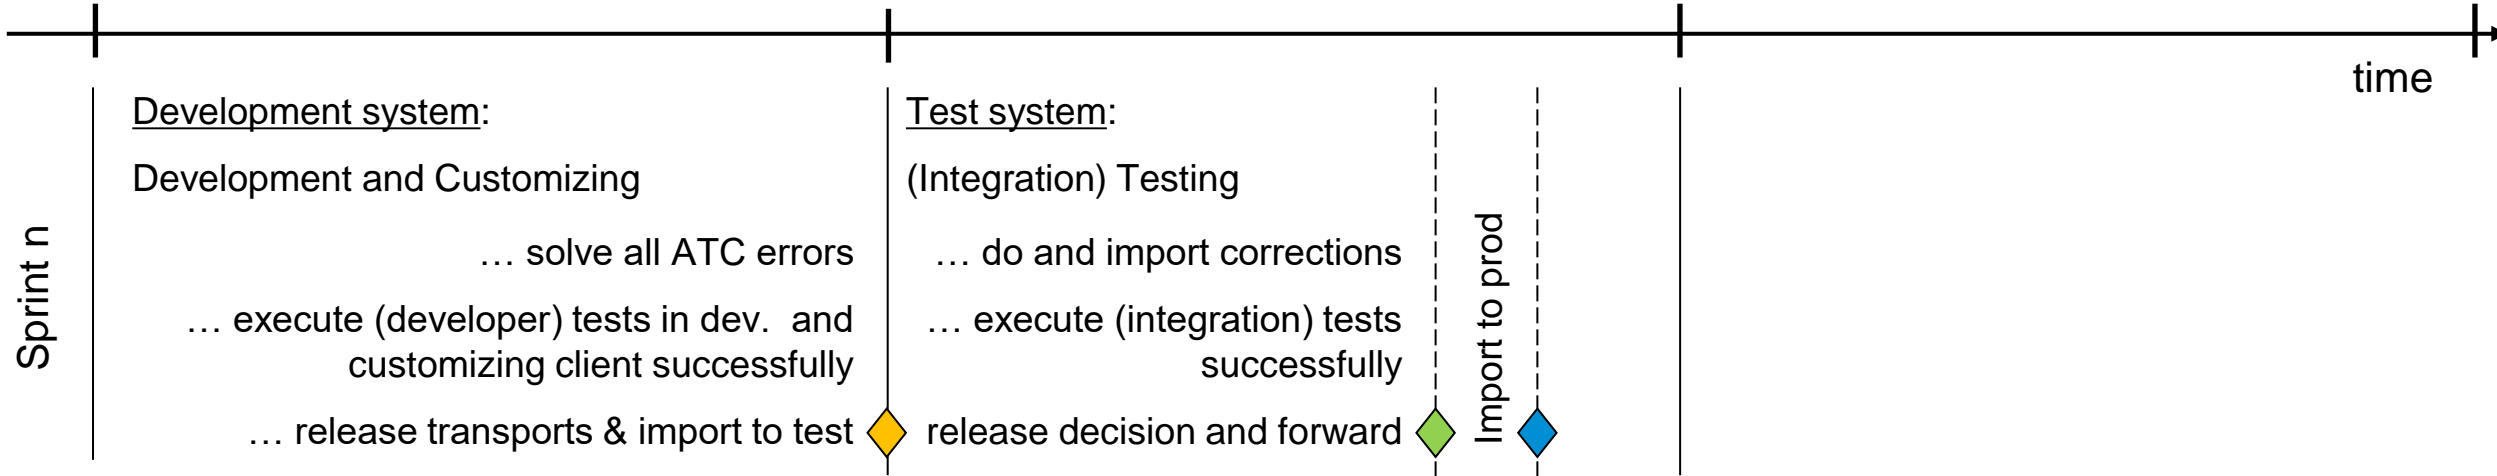 time
Sprint n
Development system:
Development and Customizing
… solve all ATC errors
… execute (developer) tests in dev. and
customizing client successfully
… release transports & import to test
Test system:
(Integration) Testing
… do and import corrections
… execute (integration) tests
successfully
release decision and forward
Import to prod